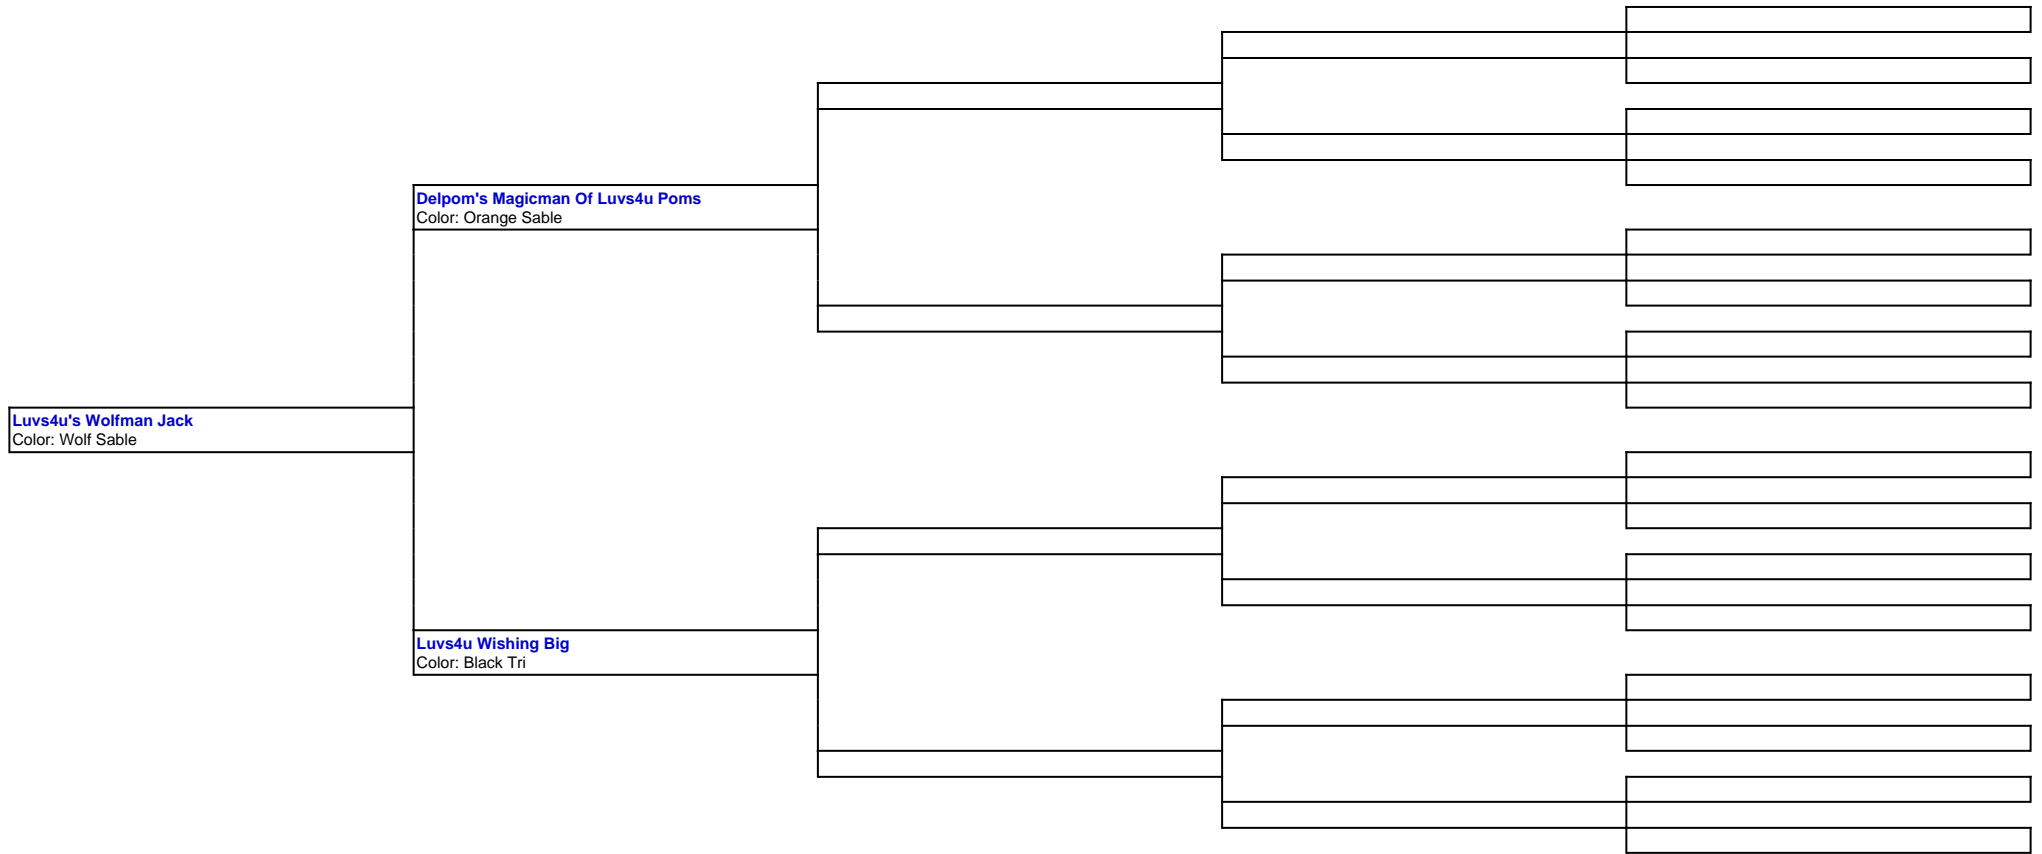 Delpom's Magicman Of Luvs4u Poms
Color: Orange Sable
Luvs4u's Wolfman Jack
Color: Wolf Sable
Luvs4u Wishing Big
Color: Black Tri